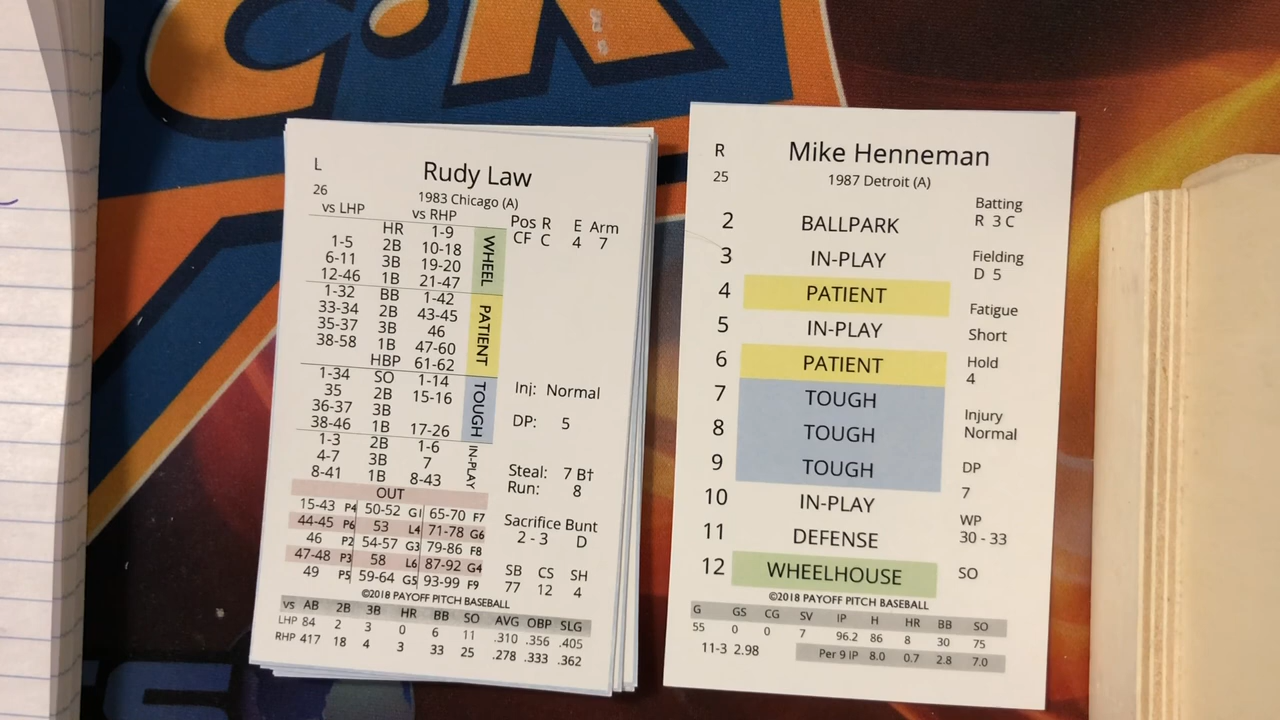 L
Rudy Law
26
1983 Chicago (A)
vs LHP vs RHP Pos R E Arm
HR 1-9 CF C 4 7
1-5 2B 10-18
6-11 3B 19-20
12-46 1B 21-47
WHEEL
1-32 BB 1-42
33-34 2B 43-45
35-37 3B 46
38-58 1B 47-60
HBP 61-62
PATIENT
1-34 SO 1-14
35 2B 15-16
36-37 3B
38-46 1B 17-26
TOUGH
1-3 2B 1-6
4-7 3B 7
8-41 1B 8-43
IN-PLAY
Inj: Normal
DP: 5
Steal: 7 B†
Run: 8
OUT
15-43 P4 50-52 G1 65-70 F7
44-45 P6 53 L4 71-78 G6
46 P2 54-57 G3 79-86 F8
47-48 P3 58 L6 87-92 G4
49 P5 59-64 G5 93-99 F9
Sacrifice Bunt
2 - 3 D
SB CS SH
77 12 4
©2018 PAYOFF PITCH BASEBALL
vs AB 2B 3B HR BB SO AVG OBP SLG
LHP 84 2 3 0 6 11 .310 .356 .405
RHP 417 18 4 3 33 25 .278 .333 .362
R
Mike Henneman
25
1987 Detroit (A)
2 BALLPARK
3 IN-PLAY
4 PATIENT
5 IN-PLAY
6 PATIENT
7 TOUGH
8 TOUGH
9 TOUGH
10 IN-PLAY
11 DEFENSE
12 WHEELHOUSE
Batting
R 3 C
Fielding
D 5
Fatigue
Short
Hold
4
Injury
Normal
DP
7
WP
30 - 33
SO
©2018 PAYOFF PITCH BASEBALL
G GS CG SV IP H HR BB SO
55 0 0 7 96.2 86 8 30 75
11-3 2.98 Per 9 IP 8.0 0.7 2.8 7.0